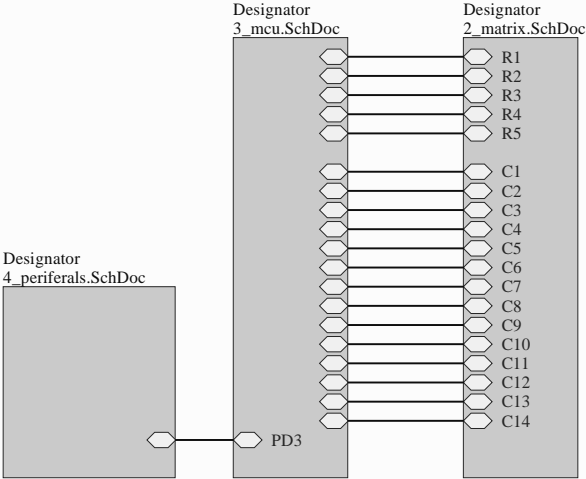 Designator
3_mcu.SchDoc
Designator
2_matrix.SchDoc
R1
R2
R3
R4
R5
C1
C2
C3
C4
C5
C6
C7
C8
C9
C10
C11
C12
C13
C14
Designator
4_periferals.SchDoc
PD3